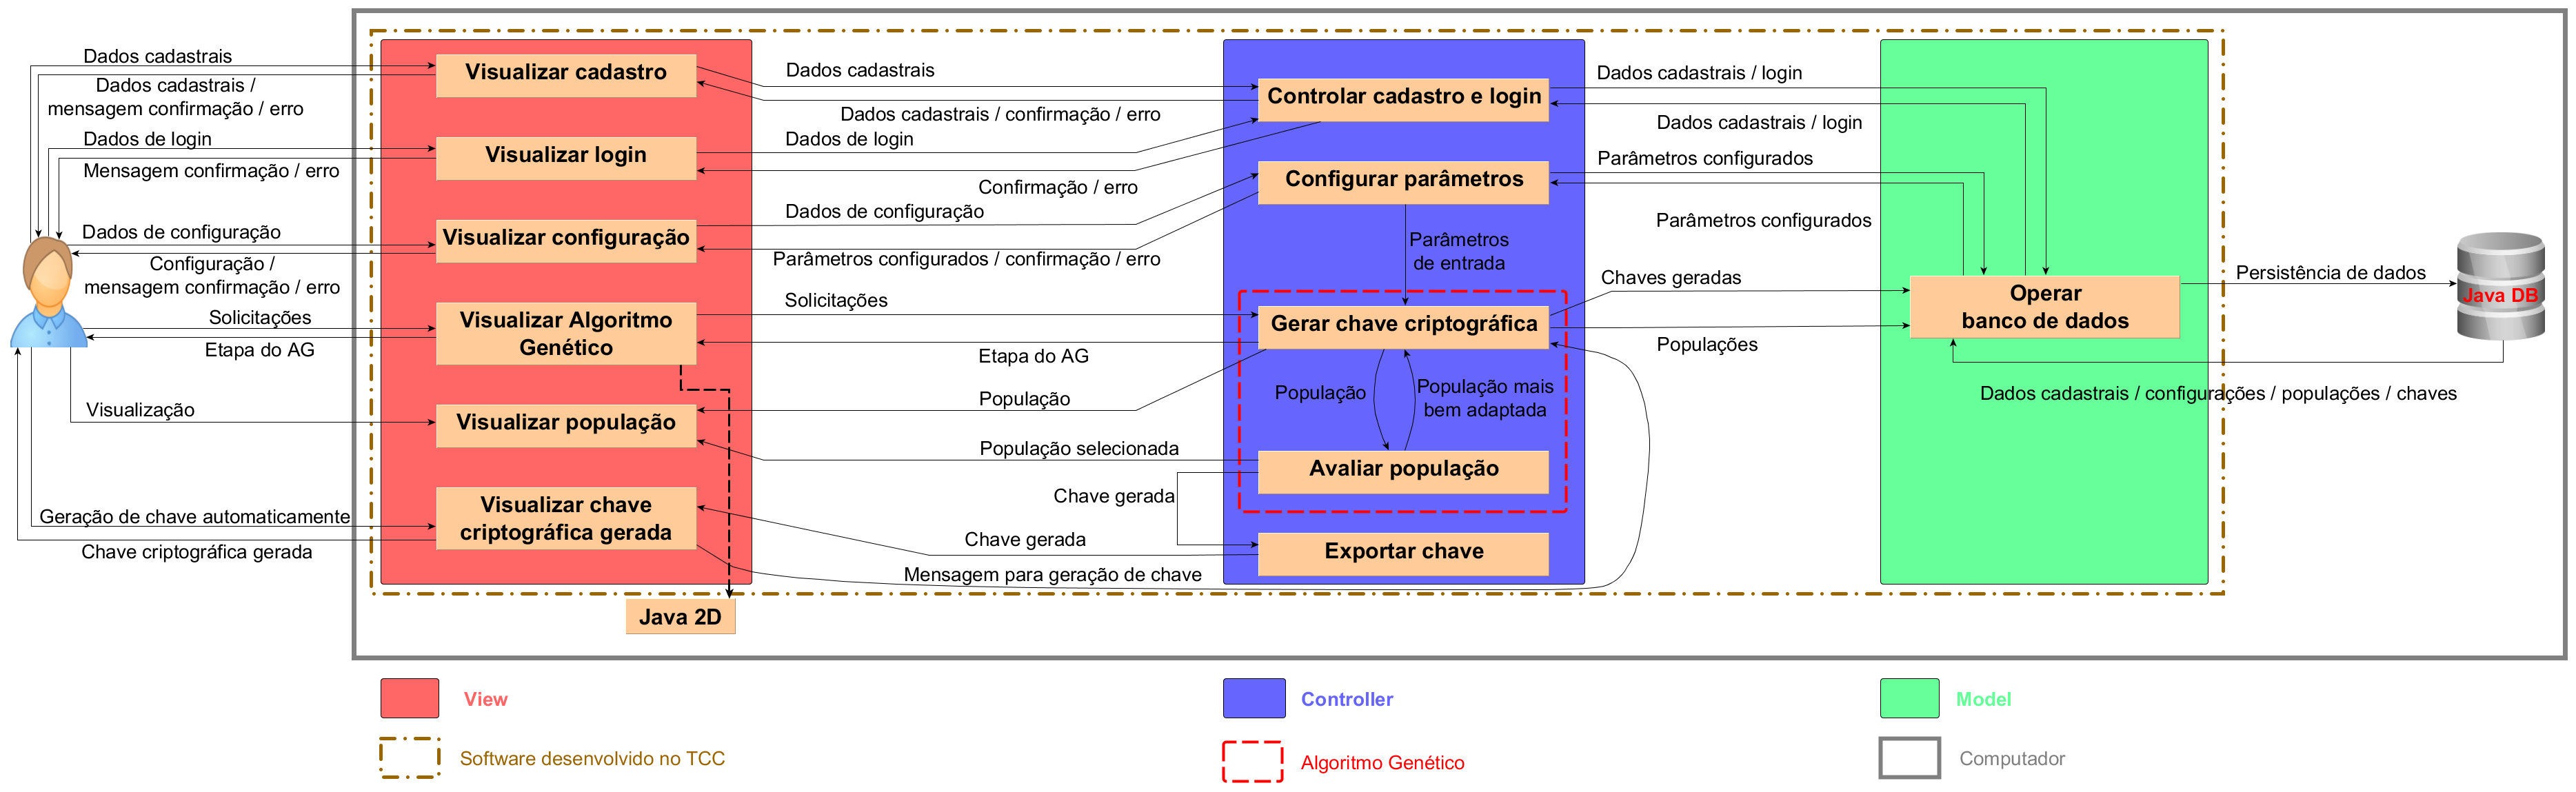 Dados cadastrais
Dados cadastrais /
mensagem confirmação / erro
Dados de login
Mensagem confirmação / erro
Dados de configuração
Configuração /
mensagem confirmação / erro
Solicitações
Etapa do AG
Visualização
Geração de chave automaticamente
Chave criptográfica gerada
Visualizar cadastro
Visualizar login
Visualizar configuração
Visualizar Algoritmo
Genético
Visualizar população
Visualizar chave
criptográfica gerada
Java 2D
Dados cadastrais
Dados cadastrais / confirmação / erro
Dados de login
Confirmação / erro
Dados de configuração
Parâmetros configurados / confirmação / erro
Solicitações
Etapa do AG
População
População selecionada
Chave gerada
Chave gerada
Mensagem para geração de chave
Controlar cadastro e login
Configurar parâmetros
Parâmetros
de entrada
Gerar chave criptográfica
População
População mais
bem adaptada
Avaliar população
Exportar chave
Dados cadastrais / login
Dados cadastrais / login
Parâmetros configurados
Parâmetros configurados
Chaves geradas
Populações
Operar
banco de dados
Persistência de dados
Java DB
Dados cadastrais / configurações / populações / chaves
View
Controller
Model
Software desenvolvido no TCC
Algoritmo Genético
Computador